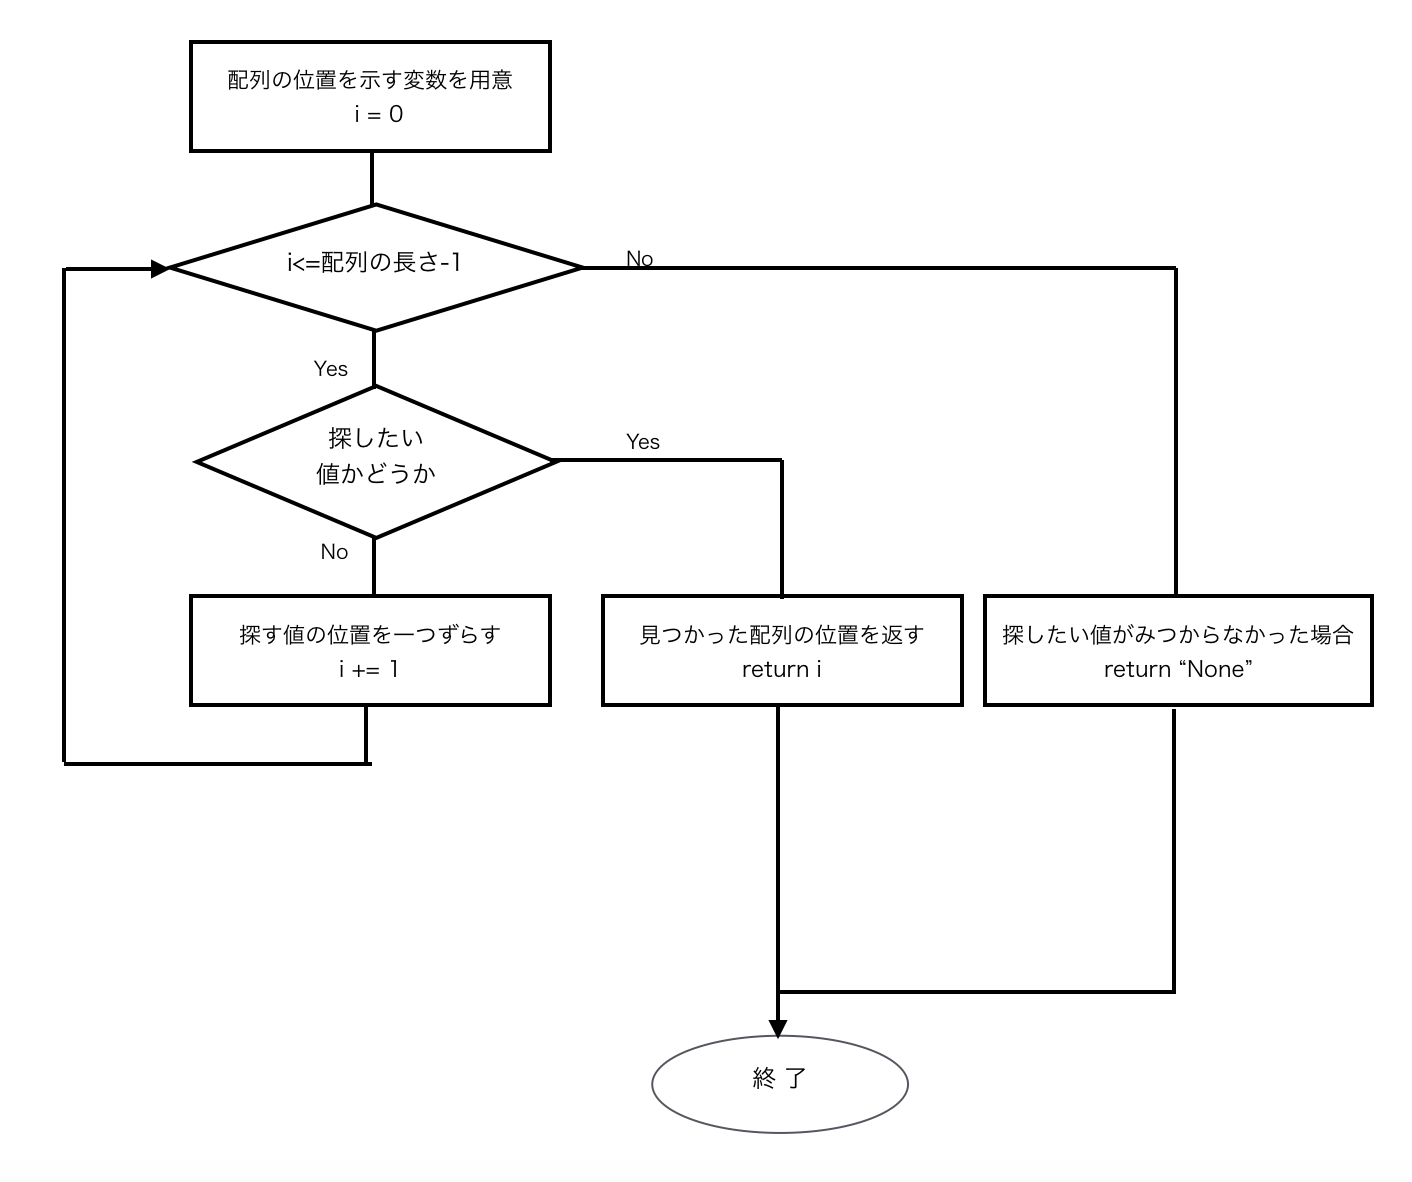 配列の位置を示す変数を用意
i = 0
i<=配列の長さ-1
No
Yes
探したい
値かどうか
Yes
No
探す値の位置を一つずらす
i += 1
見つかった配列の位置を返す
return i
探したい値がみつからなかった場合
return “None”
終 了